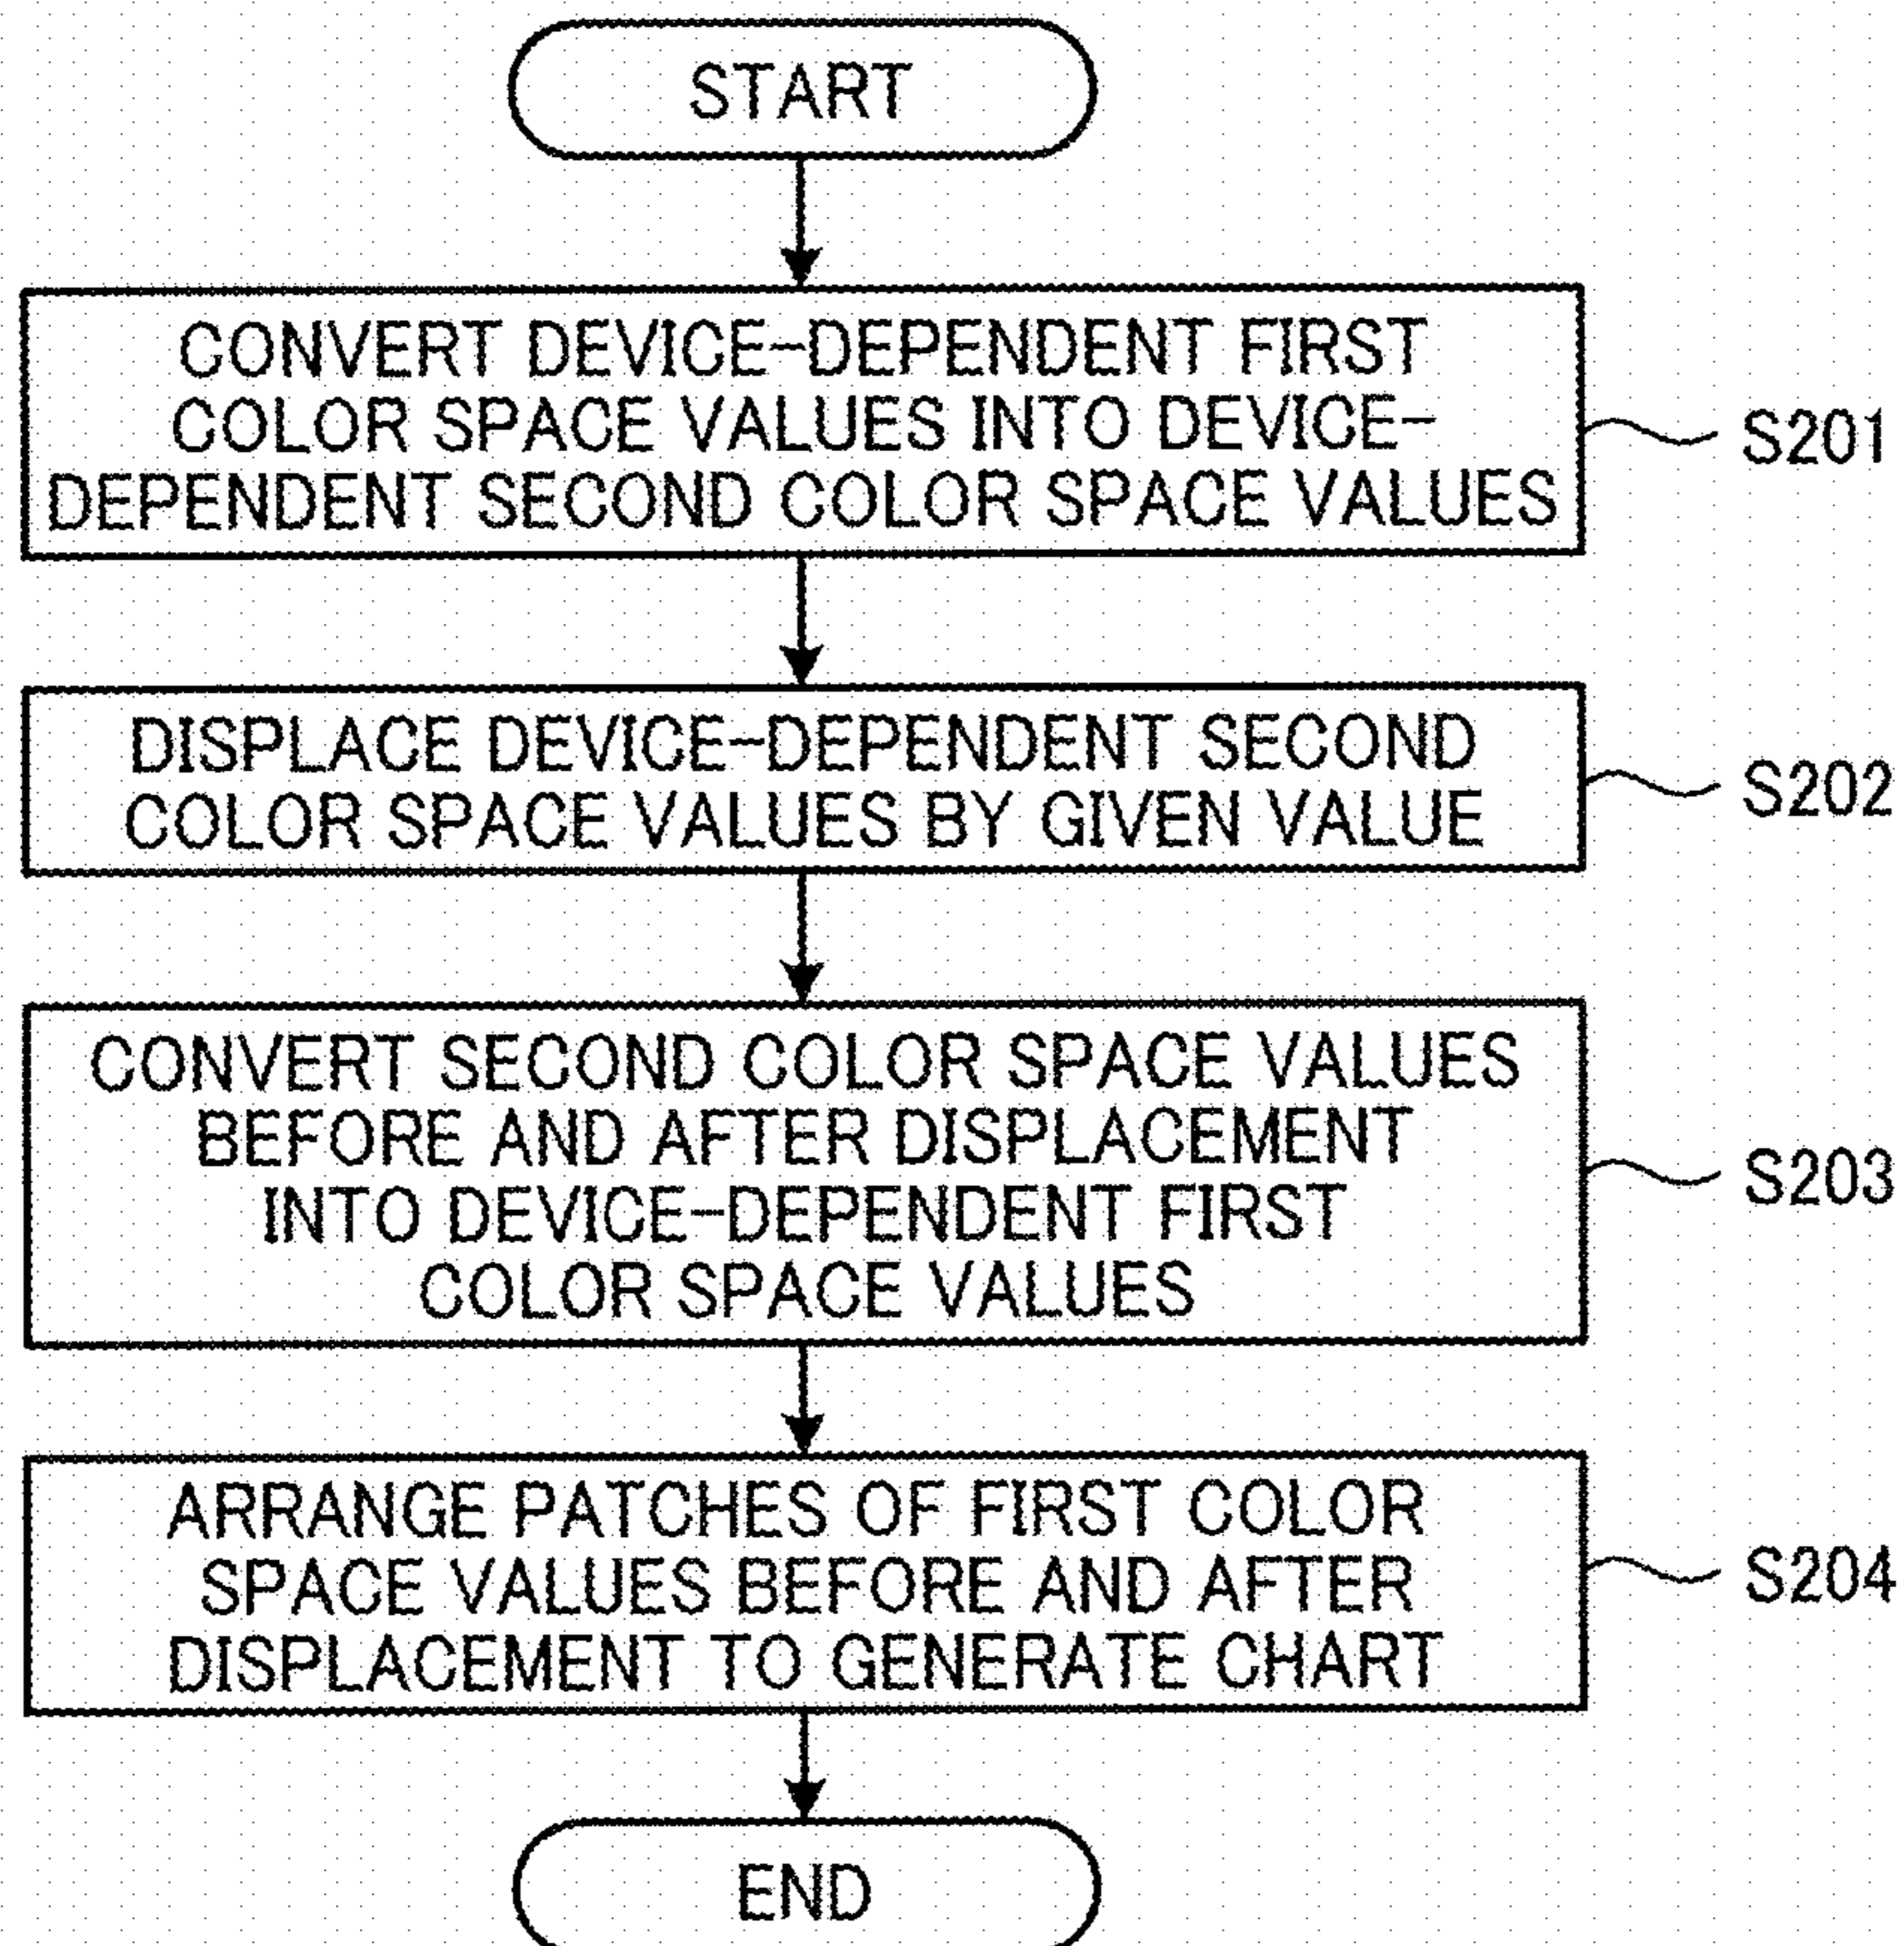 START
CONVERT DEVICE-DEPENDENT FIRST
COLOR SPACE VALUES INTO DEVICE-
DEPENDENT SECOND COLOR SPACE VALUES
S201
DISPLACE DEVICE-DEPENDENT SECOND
COLOR SPACE VALUES BY GIVEN VALUE
S202
CONVERT SECOND COLOR SPACE VALUES
BEFORE AND AFTER DISPLACEMENT
INTO DEVICE-DEPENDENT FIRST
COLOR SPACE VALUES
S203
ARRANGE PATCHES OF FIRST COLOR
SPACE VALUES BEFORE AND AFTER
DISPLACEMENT TO GENERATE CHART
S204
END